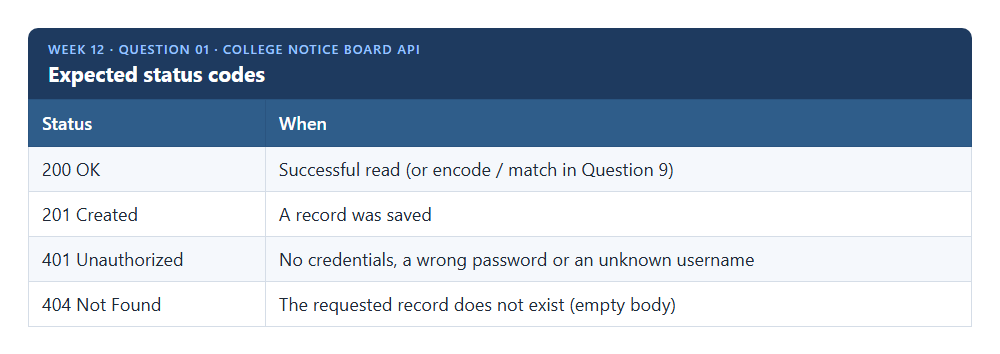 WEEK 12 · QUESTION 01 · COLLEGE NOTICE BOARD API
Expected status codes
Status When
200 OK Successful read (or encode / match in Question 9)
201 Created A record was saved
401 Unauthorized No credentials, a wrong password or an unknown username
404 Not Found The requested record does not exist (empty body)